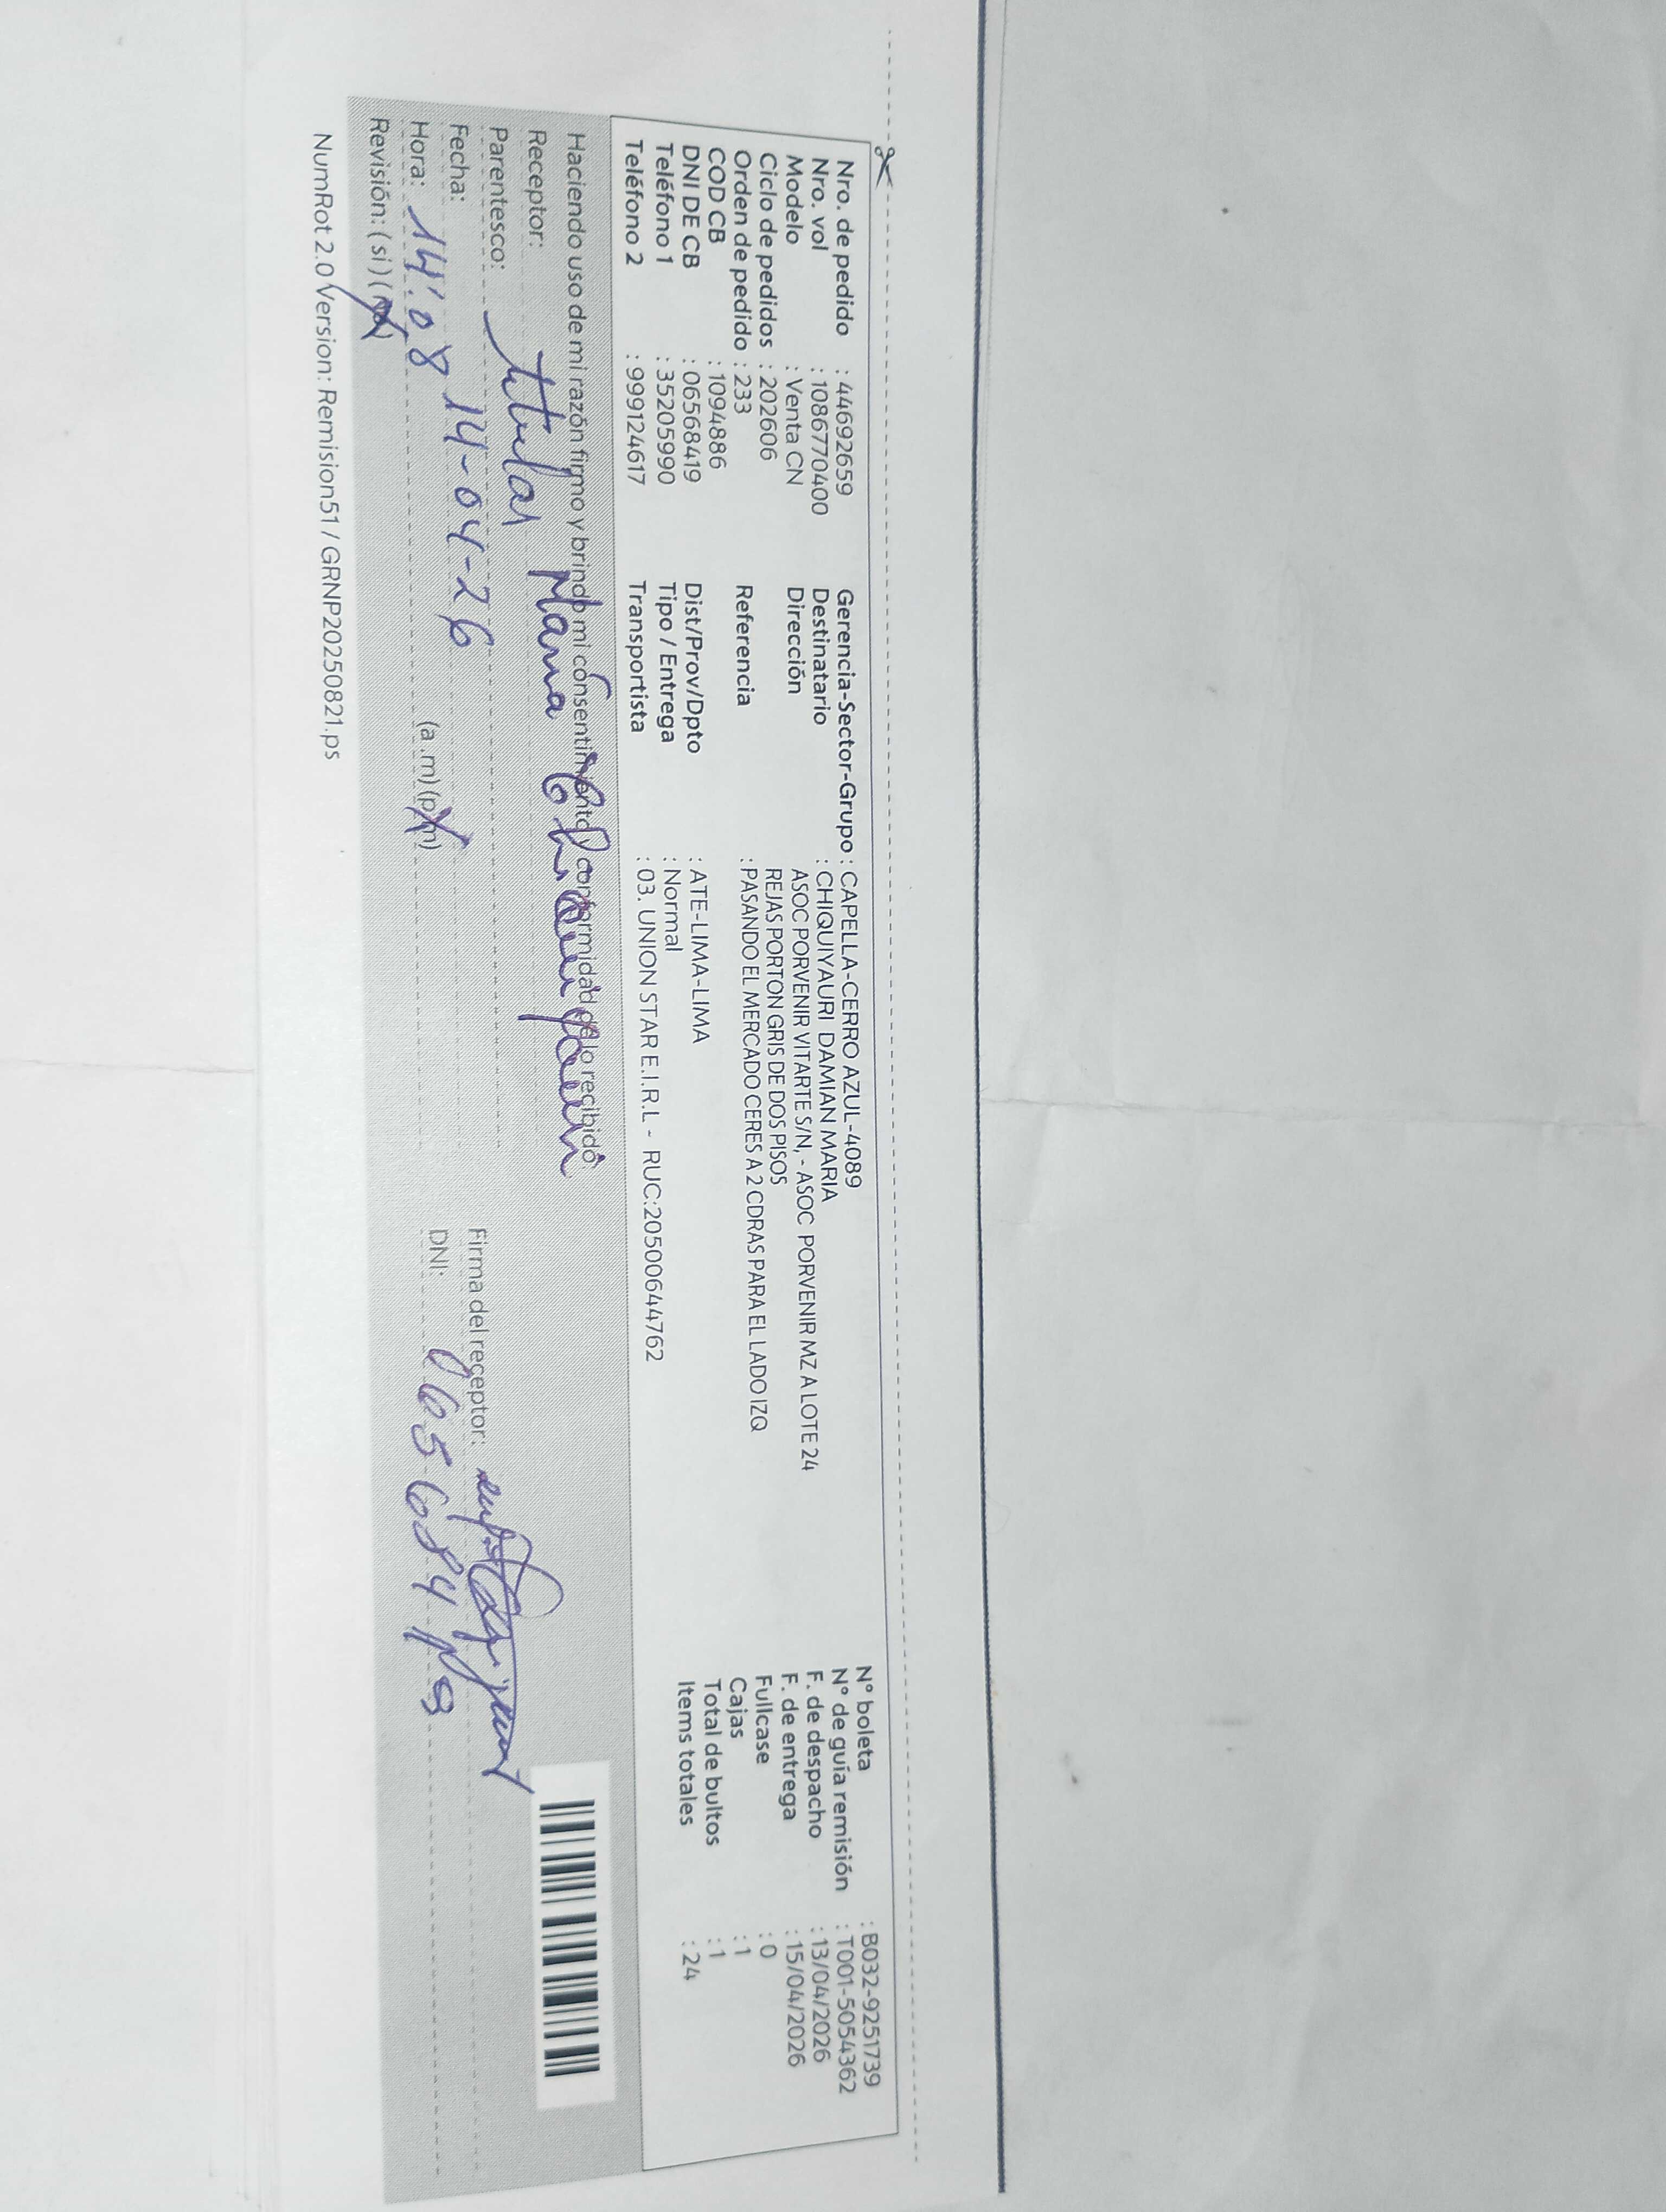 Nro. de pedido : 44692659
Nro. vol : 1086770400
Modelo : Venta CN
Ciclo de pedidos : 202606
Orden de pedido : 233
COD CB : 1094886
DNI DE CB : 06568419
Teléfono 1 : 35205990
Teléfono 2 : 999124617
Gerencia-Sector-Grupo : CAPELLA-CERRO AZUL-4089
Destinatario : CHIQUIYAURI DAMIAN MARIA
Dirección ASOC PORVENIR VITARTE S/N, - ASOC PORVENIR MZ A LOTE 24
REJAS PORTON GRIS DE DOS PISOS
Referencia : PASANDO EL MERCADO CERES A 2 CDRAS PARA EL LADO IZQ
Dist/Prov/Dpto : ATE-LIMA-LIMA
Tipo / Entrega : Normal
Transportista : 03. UNION STAR E.I.R.L - RUC:20500644762
N° boleta : B032-9251739
N° de guía remisión : T001-5054362
F. de despacho : 13/04/2026
F. de entrega : 15/04/2026
Fullcase : 0
Cajas : 1
Total de bultos : 1
Items totales : 24
Haciendo uso de mi razón firmo y brindo mi consentimiento y conformidad de lo recibido.
Receptor: Maria
Parentesco: titular
Fecha: 14-04-26
Hora: 14:08 (a.m) (p.m)
Revisión: ( si ) (no)
Firma del receptor:
DNI: 06568419
NumRot 2.0 Version: Remision51 / GRNP20250821.ps